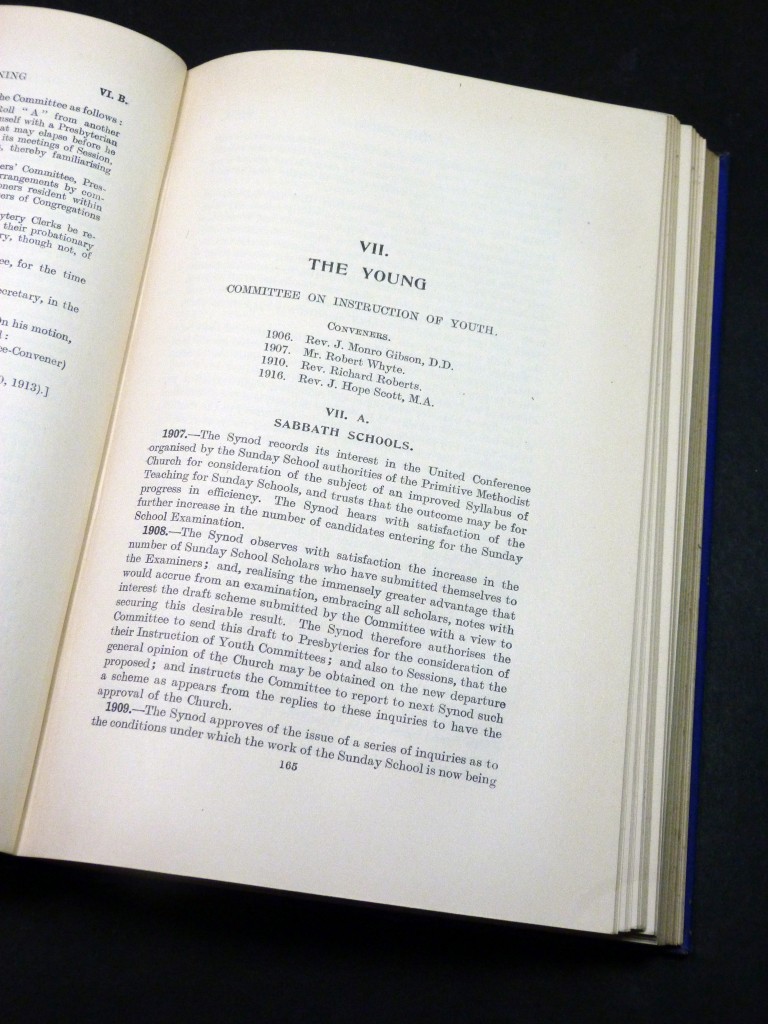 NING
VI. B.
he Committee as follows:
Roll "A" from another
mself with a Presbyterian
at may elapse before he
its meetings of Session,
, thereby familiarising
ers' Committee, Pres-
rrangements by com-
oners resident within
ers of Congregations
ytery Clerks be re-
their probationary
ry, though not, of
ee, for the time
ecretary, in the
On his motion,
d:
ce-Convener)
0, 1913).]
VII.
THE YOUNG
COMMITTEE ON INSTRUCTION OF YOUTH.
CONVENERS.
1906. Rev. J. Monro Gibson, D.D.
1907. Mr. Robert Whyte.
1910. Rev. Richard Roberts.
1916. Rev. J. Hope Scott, M.A.
VII. A.
SABBATH SCHOOLS.
1907.—The Synod records its interest in the United Conference
organised by the Sunday School authorities of the Primitive Methodist
Church for consideration of the subject of an improved Syllabus of
Teaching for Sunday Schools, and trusts that the outcome may be for
progress in efficiency. The Synod hears with satisfaction of the
further increase in the number of candidates entering for the Sunday
School Examination.
1908.—The Synod observes with satisfaction the increase in the
number of Sunday School Scholars who have submitted themselves to
the Examiners; and, realising the immensely greater advantage that
would accrue from an examination, embracing all scholars, notes with
interest the draft scheme submitted by the Committee with a view to
securing this desirable result. The Synod therefore authorises the
Committee to send this draft to Presbyteries for the consideration of
their Instruction of Youth Committees; and also to Sessions, that the
general opinion of the Church may be obtained on the new departure
proposed; and instructs the Committee to report to next Synod such
a scheme as appears from the replies to these inquiries to have the
approval of the Church.
1909.—The Synod approves of the issue of a series of inquiries as to
the conditions under which the work of the Sunday School is now being
165